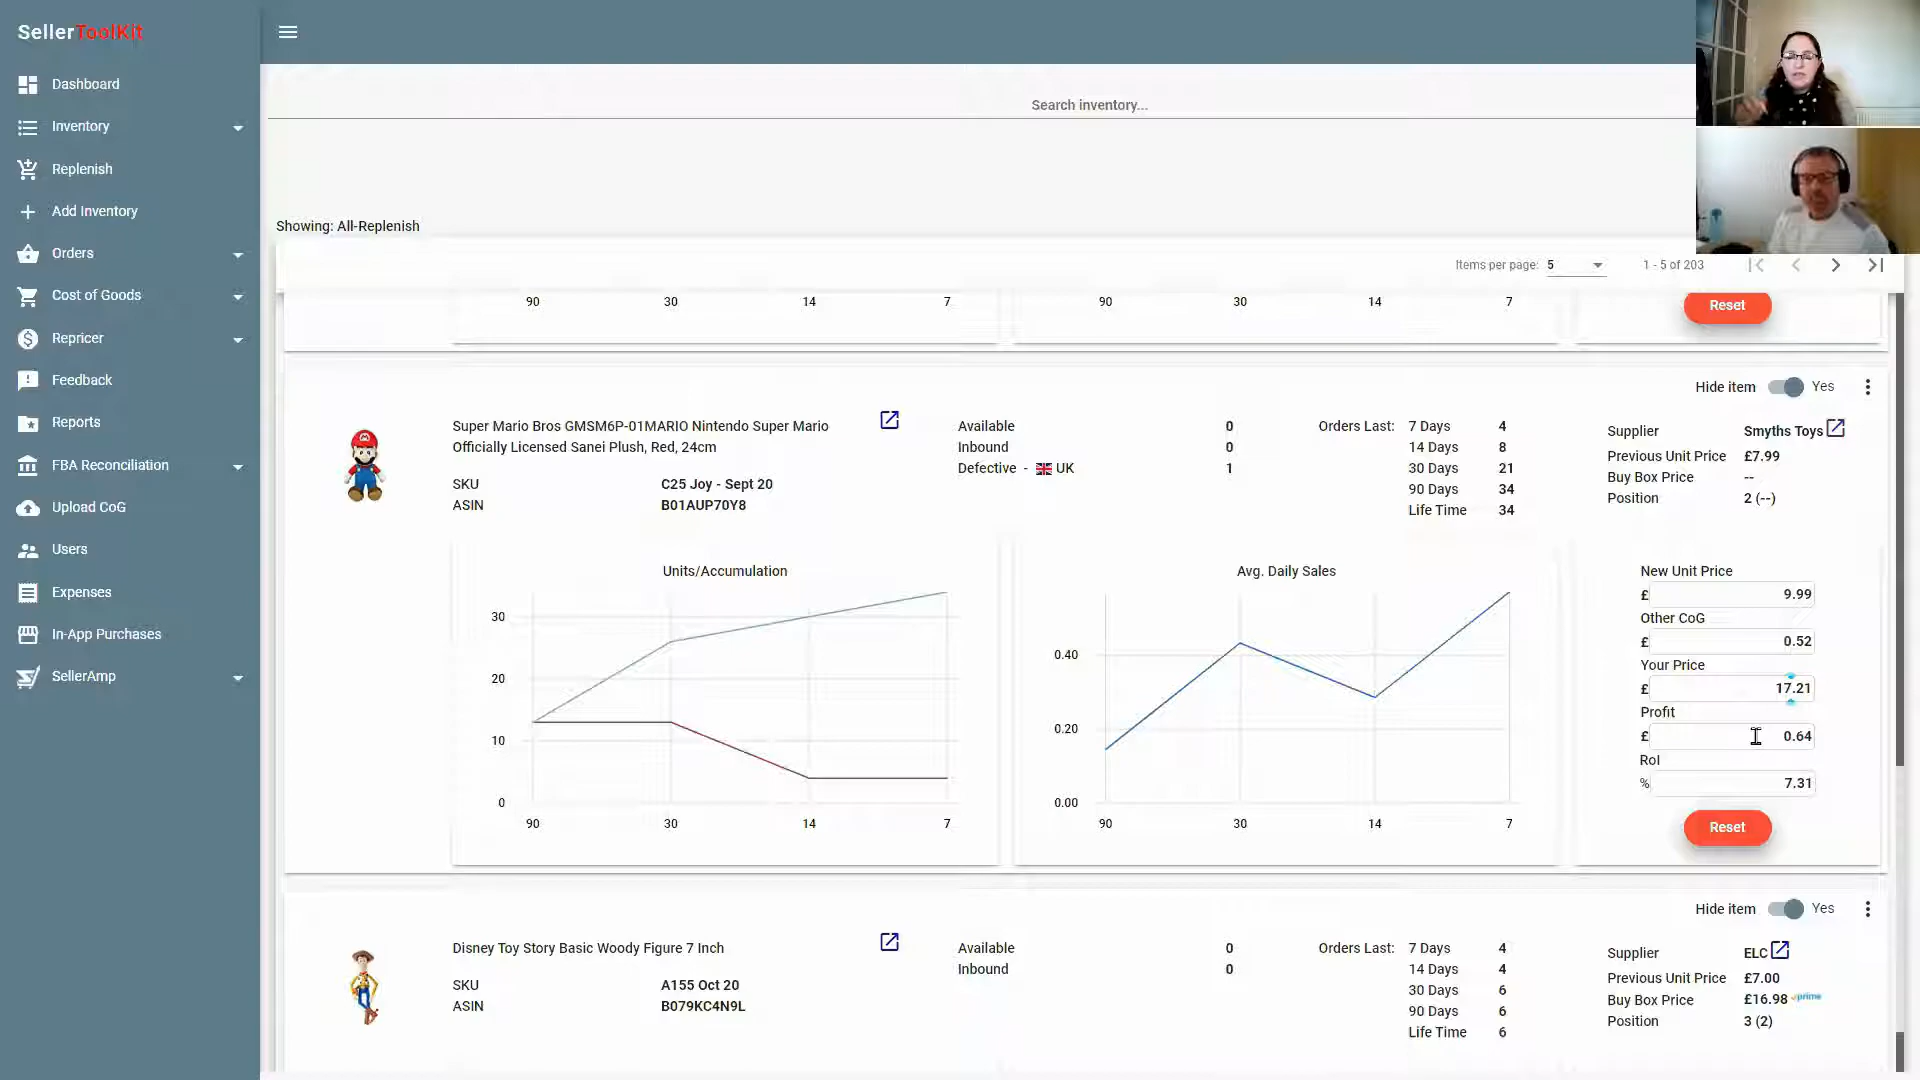 SellerToolKit
Dashboard
Inventory
Replenish
Add Inventory
Orders
Cost of Goods
Repricer
Feedback
Reports
FBA Reconciliation
Upload CoG
Users
Expenses
In-App Purchases
SellerAmp
Search inventory...
Showing: All-Replenish
Items per page: 5 1 - 5 of 203
90 30 14 7 90 30 14 7
Reset
Hide item Yes
Super Mario Bros GMSM6P-01MARIO Nintendo Super Mario
Officially Licensed Sanei Plush, Red, 24cm
SKU C25 Joy - Sept 20
ASIN B01AUP70Y8
Available 0
Inbound 0
Defective - UK 1
Orders Last: 7 Days 4
14 Days 8
30 Days 21
90 Days 34
Life Time 34
Supplier Smyths Toys
Previous Unit Price £7.99
Buy Box Price --
Position 2 (--)
Units/Accumulation
30
20
10
0
90 30 14 7
Avg. Daily Sales
0.40
0.20
0.00
90 30 14 7
New Unit Price
£ 9.99
Other CoG
£ 0.52
Your Price
£ 17.21
Profit
£ 0.64
RoI
% 7.31
Reset
Hide item Yes
Disney Toy Story Basic Woody Figure 7 Inch
SKU A155 Oct 20
ASIN B079KC4N9L
Available 0
Inbound 0
Orders Last: 7 Days 4
14 Days 4
30 Days 6
90 Days 6
Life Time 6
Supplier ELC
Previous Unit Price £7.00
Buy Box Price £16.98 prime
Position 3 (2)